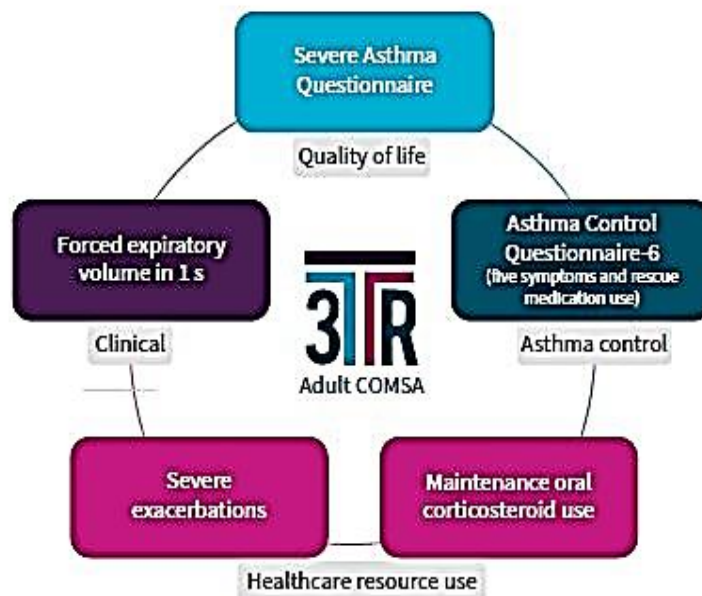 Severe Asthma
Questionnaire
Quality of life
Forced expiratory
volume in 1 s
Clinical
Asthma Control
Questionnaire-6
(five symptoms and rescue
medication use)
Asthma control
3TR
Adult COMSA
Severe
exacerbations
Maintenance oral
corticosteroid use
Healthcare resource use